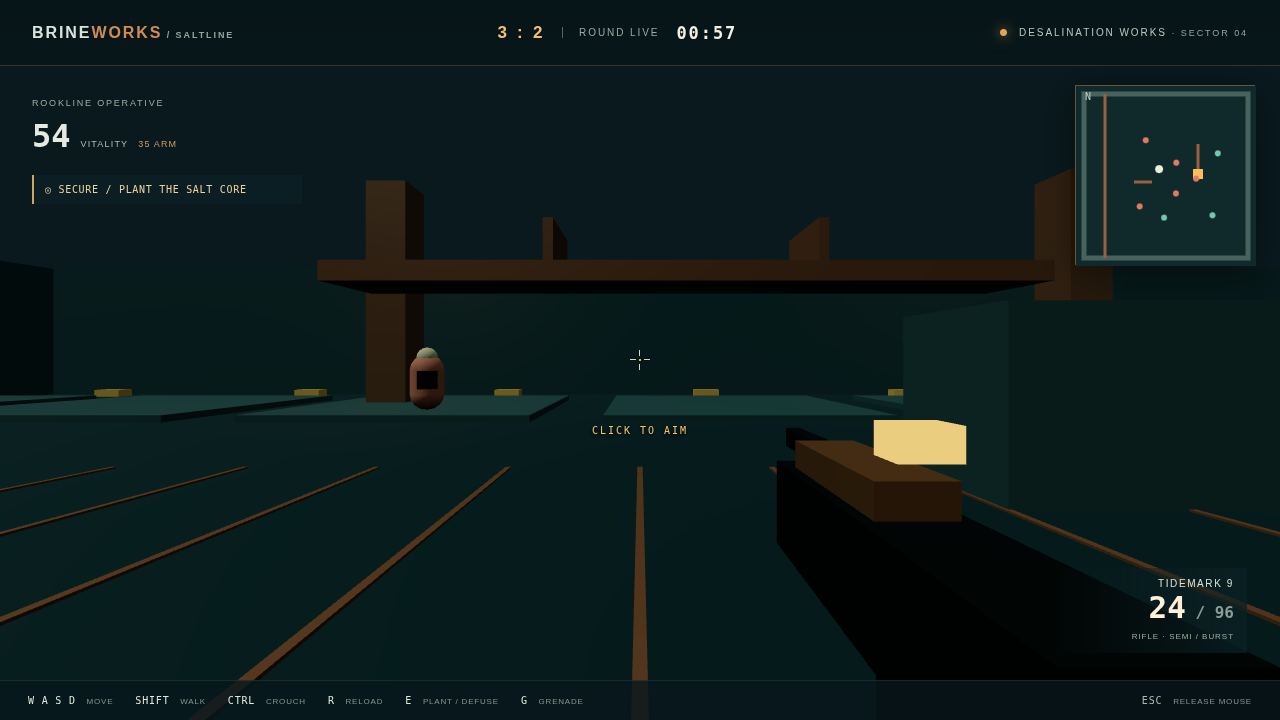 BRINEWORKS / SALTLINE
3 : 2 | ROUND LIVE 00:57
DESALINATION WORKS · SECTOR 04
N
ROOKLINE OPERATIVE
54 VITALITY 35 ARM
◎ SECURE / PLANT THE SALT CORE
CLICK TO AIM
TIDEMARK 9
24 / 96
RIFLE · SEMI / BURST
W A S D MOVE SHIFT WALK CTRL CROUCH R RELOAD E PLANT / DEFUSE G GRENADE
ESC RELEASE MOUSE